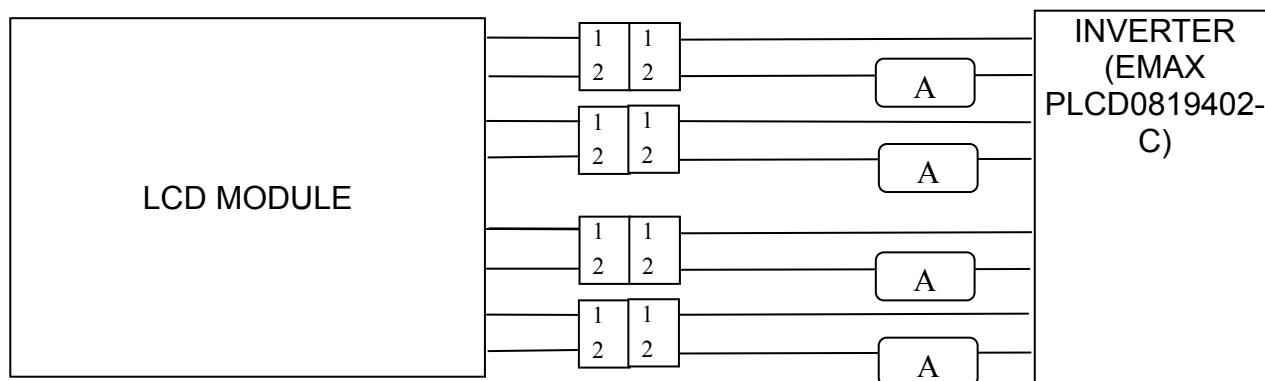 LCD MODULE
1 1
2 2
A
1 1
2 2
A
1 1
2 2
A
1 1
2 2
A
INVERTER
(EMAX
PLCD0819402-
C)